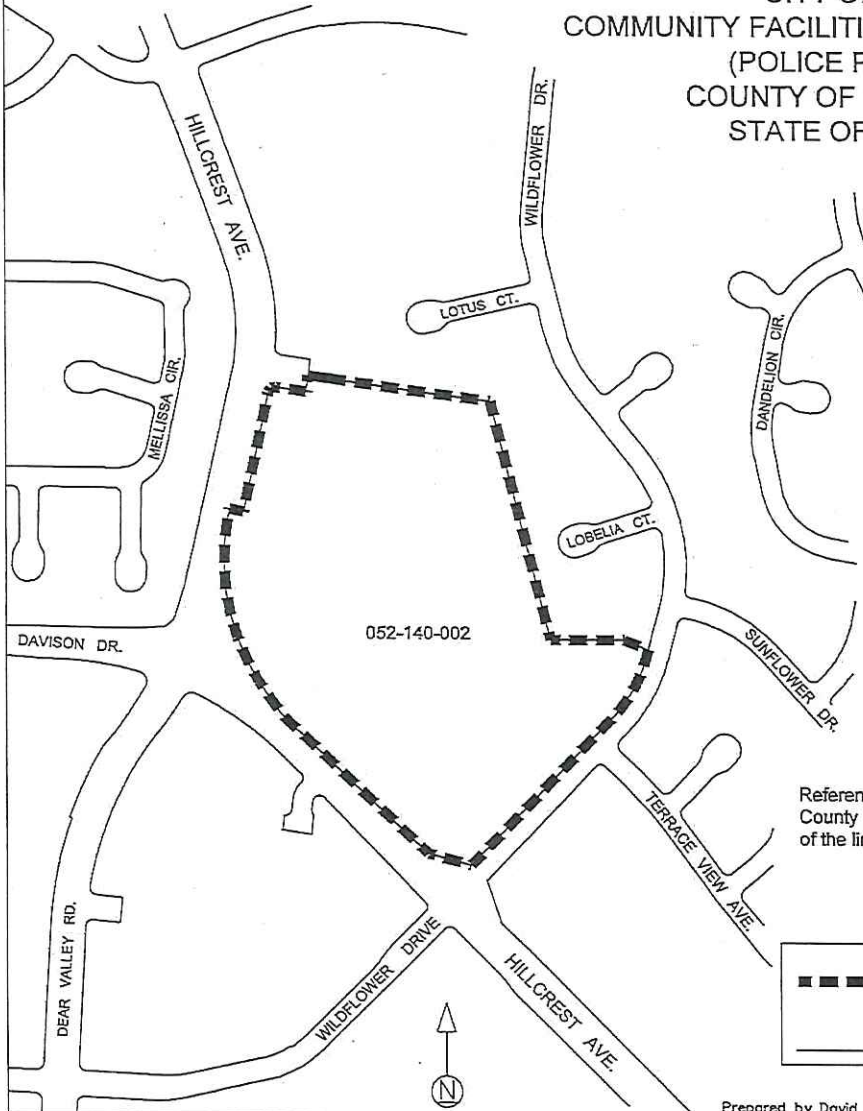 COMMUNITY FACILITI
(POLICE P
COUNTY OF
STATE OF
HILLCREST AVE.
WILDFLOWER DR.
LOTUS CT.
MELLISSA CIR.
DANDELION CIR.
LOBELIA CT.
052-140-002
DAVISON DR.
SUNFLOWER DR.
Referen
County
of the lin
TERRACE VIEW AVE.
DEAR VALLEY RD.
WILDFLOWER DRIVE
HILLCREST AVE.
N
Prepared by David